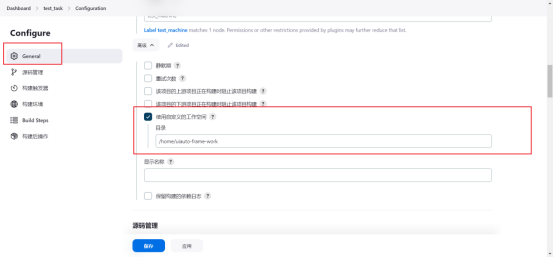 Dashboard > test_task > Configuration
Configure
General
源码管理
构建触发器
构建环境
Build Steps
构建后操作
test_machine
Label test_machine matches 1 node. Permissions or other restrictions provided by plugins may further reduce that list.
高级 Edited
静默期 ?
重试次数 ?
该项目的上游项目正在构建时阻止该项目构建 ?
该项目的下游项目正在构建时阻止该项目构建 ?
使用自定义的工作空间 ?
目录
/home/uiauto-frame-work
显示名称 ?
保留构建的依赖日志 ?
源码管理
保存 应用